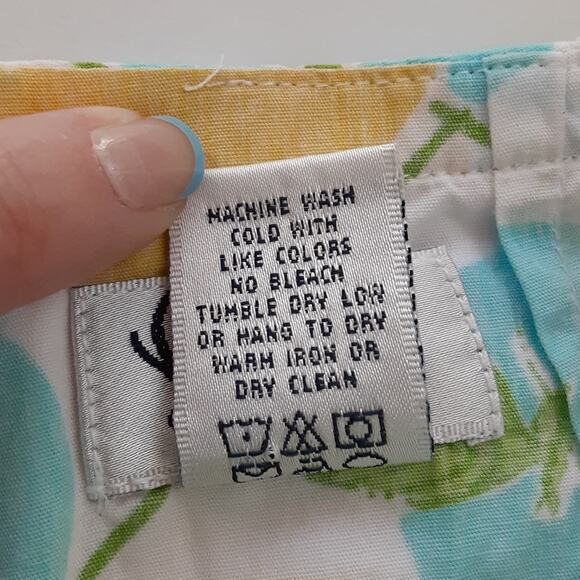 MACHINE WASH
COLD WITH
LIKE COLORS
NO BLEACH
TUMBLE DRY LOW
OR HANG TO DRY
WARM IRON OR
DRY CLEAN